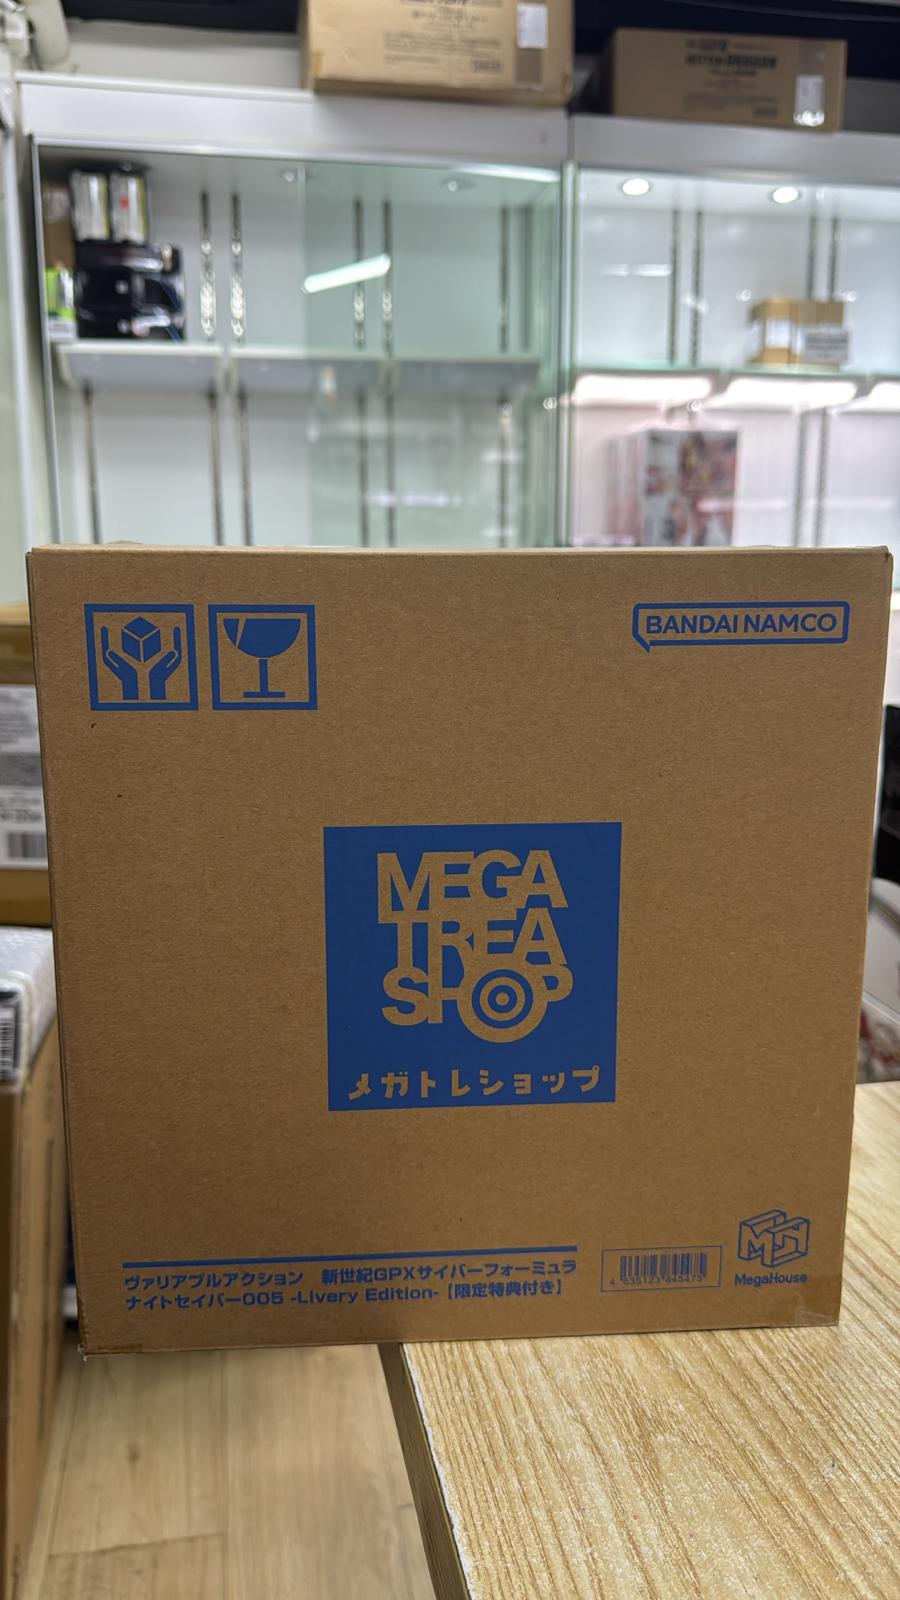 BANDAI NAMCO
MEGA
TREA
SHOP
メガトレショップ
ヴァリアブルアクション 新世紀GPXサイバーフォーミュラ
ナイトセイバー005 -Livery Edition-【限定特典付き】
4 535123 845475
MegaHouse